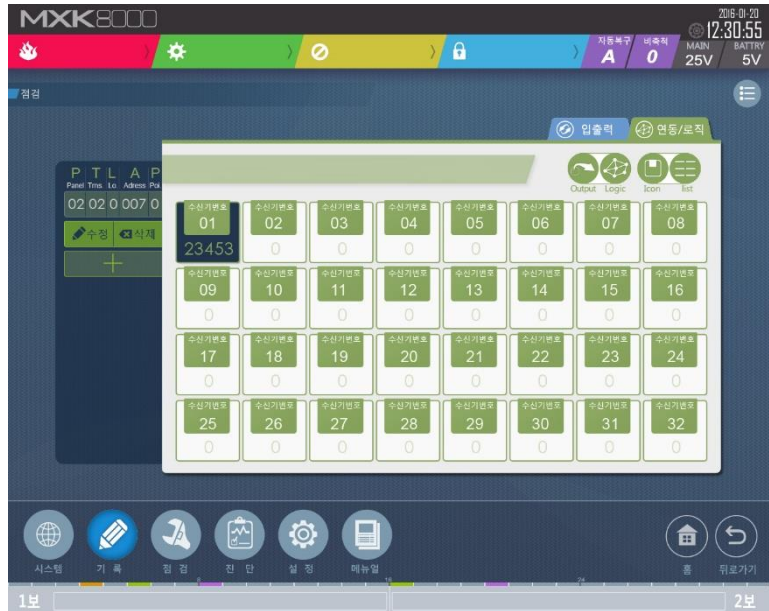 MXK8000
2016-01-20
12:30:55
자동복구
A
비축적
0
MAIN
25V
BATTRY
5V
점검
입출력
연동/로직
P T L A P
Panel Tms Lo. Adress Poi
02 02 0 007 0
수정 삭제
Output Logic Icon list
수신기번호 수신기번호 수신기번호 수신기번호 수신기번호 수신기번호 수신기번호 수신기번호
01 02 03 04 05 06 07 08
23453 0 0 0 0 0 0 0
수신기번호 수신기번호 수신기번호 수신기번호 수신기번호 수신기번호 수신기번호 수신기번호
09 10 11 12 13 14 15 16
0 0 0 0 0 0 0 0
수신기번호 수신기번호 수신기번호 수신기번호 수신기번호 수신기번호 수신기번호 수신기번호
17 18 19 20 21 22 23 24
0 0 0 0 0 0 0 0
수신기번호 수신기번호 수신기번호 수신기번호 수신기번호 수신기번호 수신기번호 수신기번호
25 26 27 28 29 30 31 32
0 0 0 0 0 0 0 0
시스템 기 록 점 검 진 단 설 정 메뉴얼 홈 뒤로가기
1보 2보